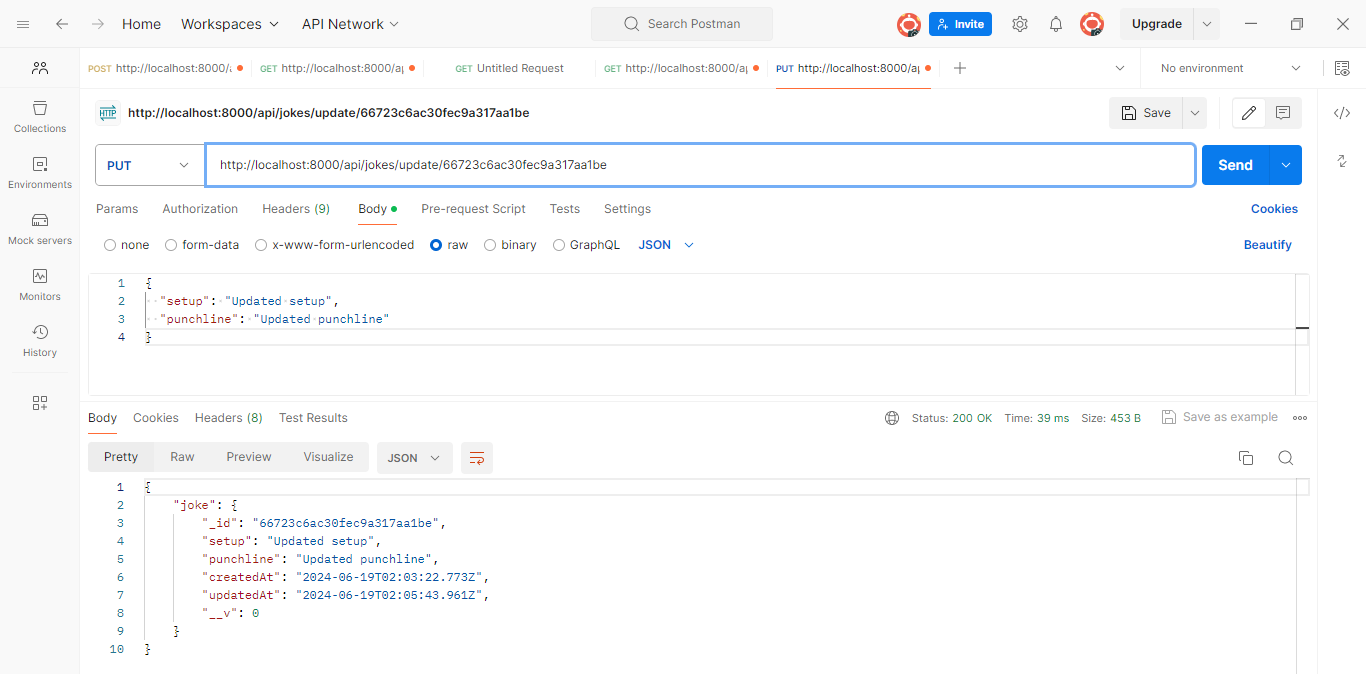 Home Workspaces API Network Search Postman Invite Upgrade
POST http://localhost:8000/a GET http://localhost:8000/ap GET Untitled Request GET http://localhost:8000/ap PUT http://localhost:8000/ap No environment
HTTP http://localhost:8000/api/jokes/update/66723c6ac30fec9a317aa1be Save
Collections
Environments
Mock servers
Monitors
History
PUT http://localhost:8000/api/jokes/update/66723c6ac30fec9a317aa1be Send
Params Authorization Headers (9) Body Pre-request Script Tests Settings Cookies
none form-data x-www-form-urlencoded raw binary GraphQL JSON Beautify
1 {
2 "setup": "Updated setup",
3 "punchline": "Updated punchline"
4 }
Body Cookies Headers (8) Test Results Status: 200 OK Time: 39 ms Size: 453 B Save as example
Pretty Raw Preview Visualize JSON
1 {
2 "joke": {
3 "_id": "66723c6ac30fec9a317aa1be",
4 "setup": "Updated setup",
5 "punchline": "Updated punchline",
6 "createdAt": "2024-06-19T02:03:22.773Z",
7 "updatedAt": "2024-06-19T02:05:43.961Z",
8 "__v": 0
9 }
10 }